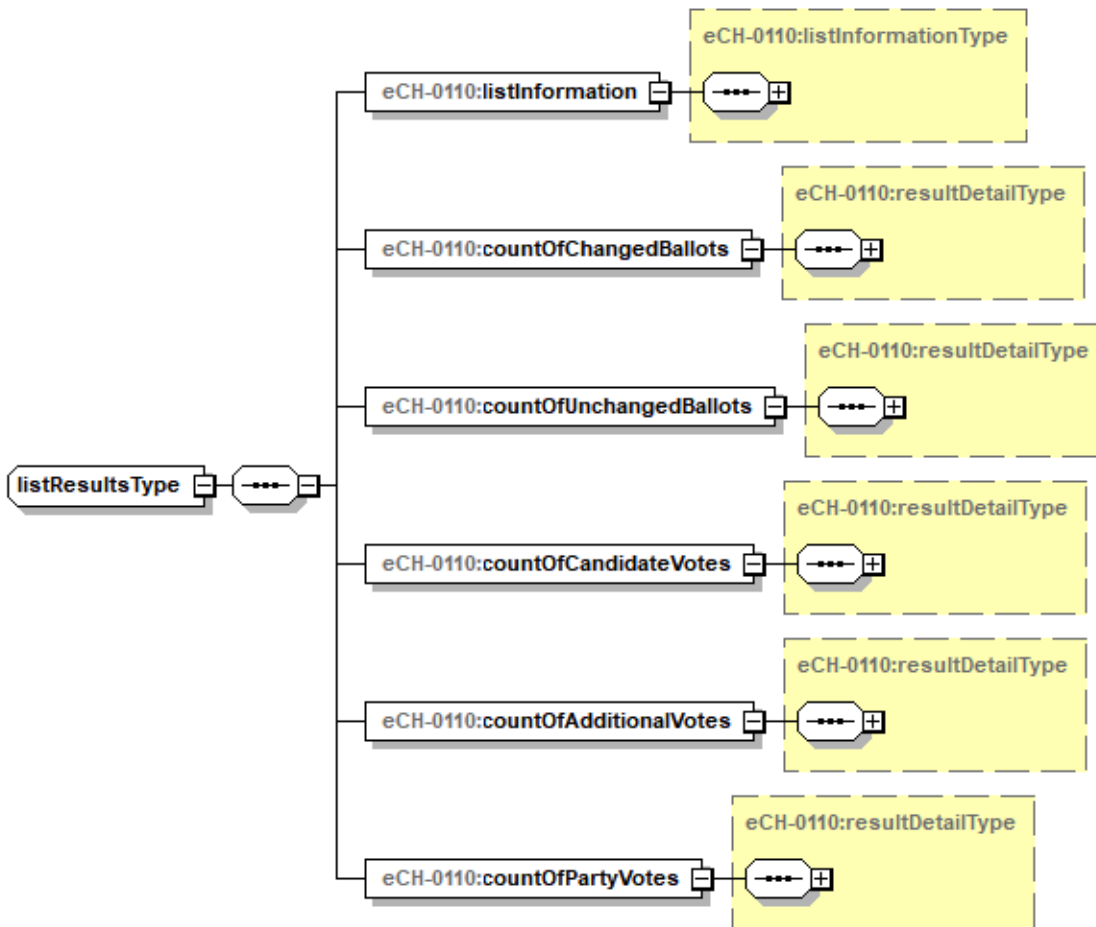 eCH-0110:listInformationType
eCH-0110:listInformation
eCH-0110:resultDetailType
eCH-0110:countOfChangedBallots
eCH-0110:resultDetailType
eCH-0110:countOfUnchangedBallots
listResultsType
eCH-0110:resultDetailType
eCH-0110:countOfCandidateVotes
eCH-0110:resultDetailType
eCH-0110:countOfAdditionalVotes
eCH-0110:resultDetailType
eCH-0110:countOfPartyVotes